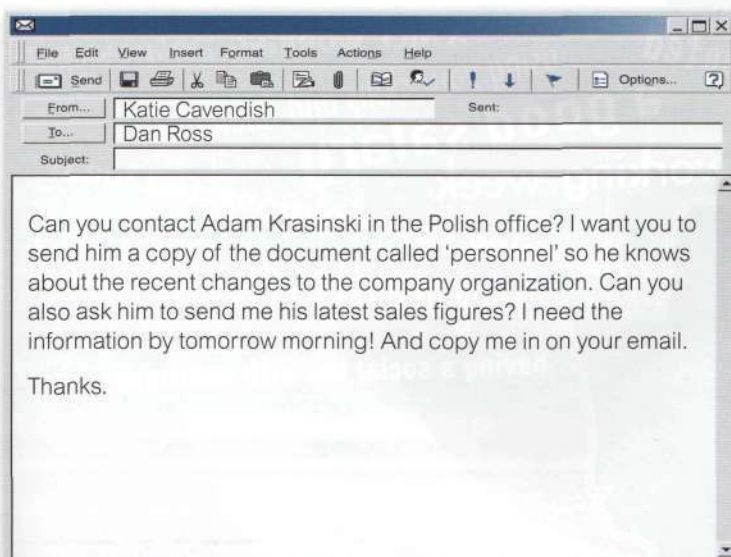 File Edit View Insert Format Tools Actions Help
Send Options...
From... Katie Cavendish Sent:
To... Dan Ross
Subject:
Can you contact Adam Krasinski in the Polish office? I want you to
send him a copy of the document called 'personnel' so he knows
about the recent changes to the company organization. Can you
also ask him to send me his latest sales figures? I need the
information by tomorrow morning! And copy me in on your email.
Thanks.